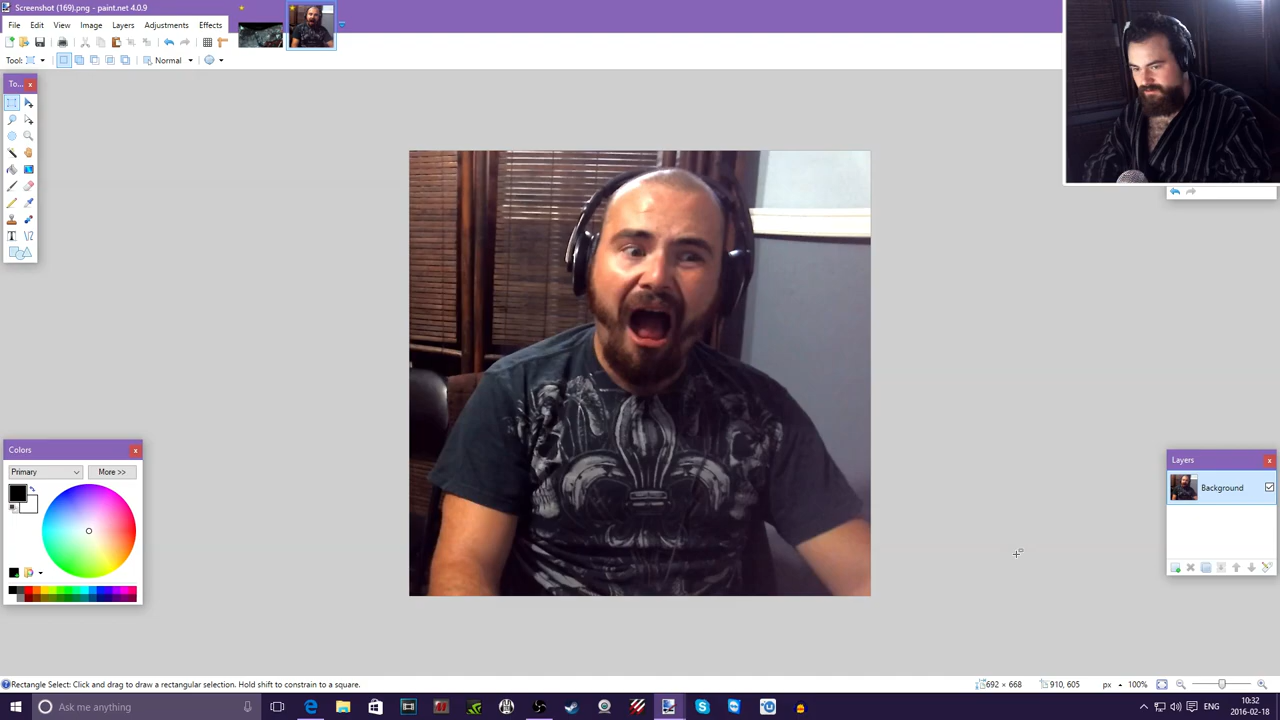 Screenshot (169).png - paint.net 4.0.9
File Edit View Image Layers Adjustments Effects
Tool: Normal
To...
Colors
Primary More >>
Layers
Background
Rectangle Select: Click and drag to draw a rectangular selection. Hold shift to constrain to a square.
692 × 668 910, 605 px 100%
Ask me anything
ENG
10:32
2016-02-18